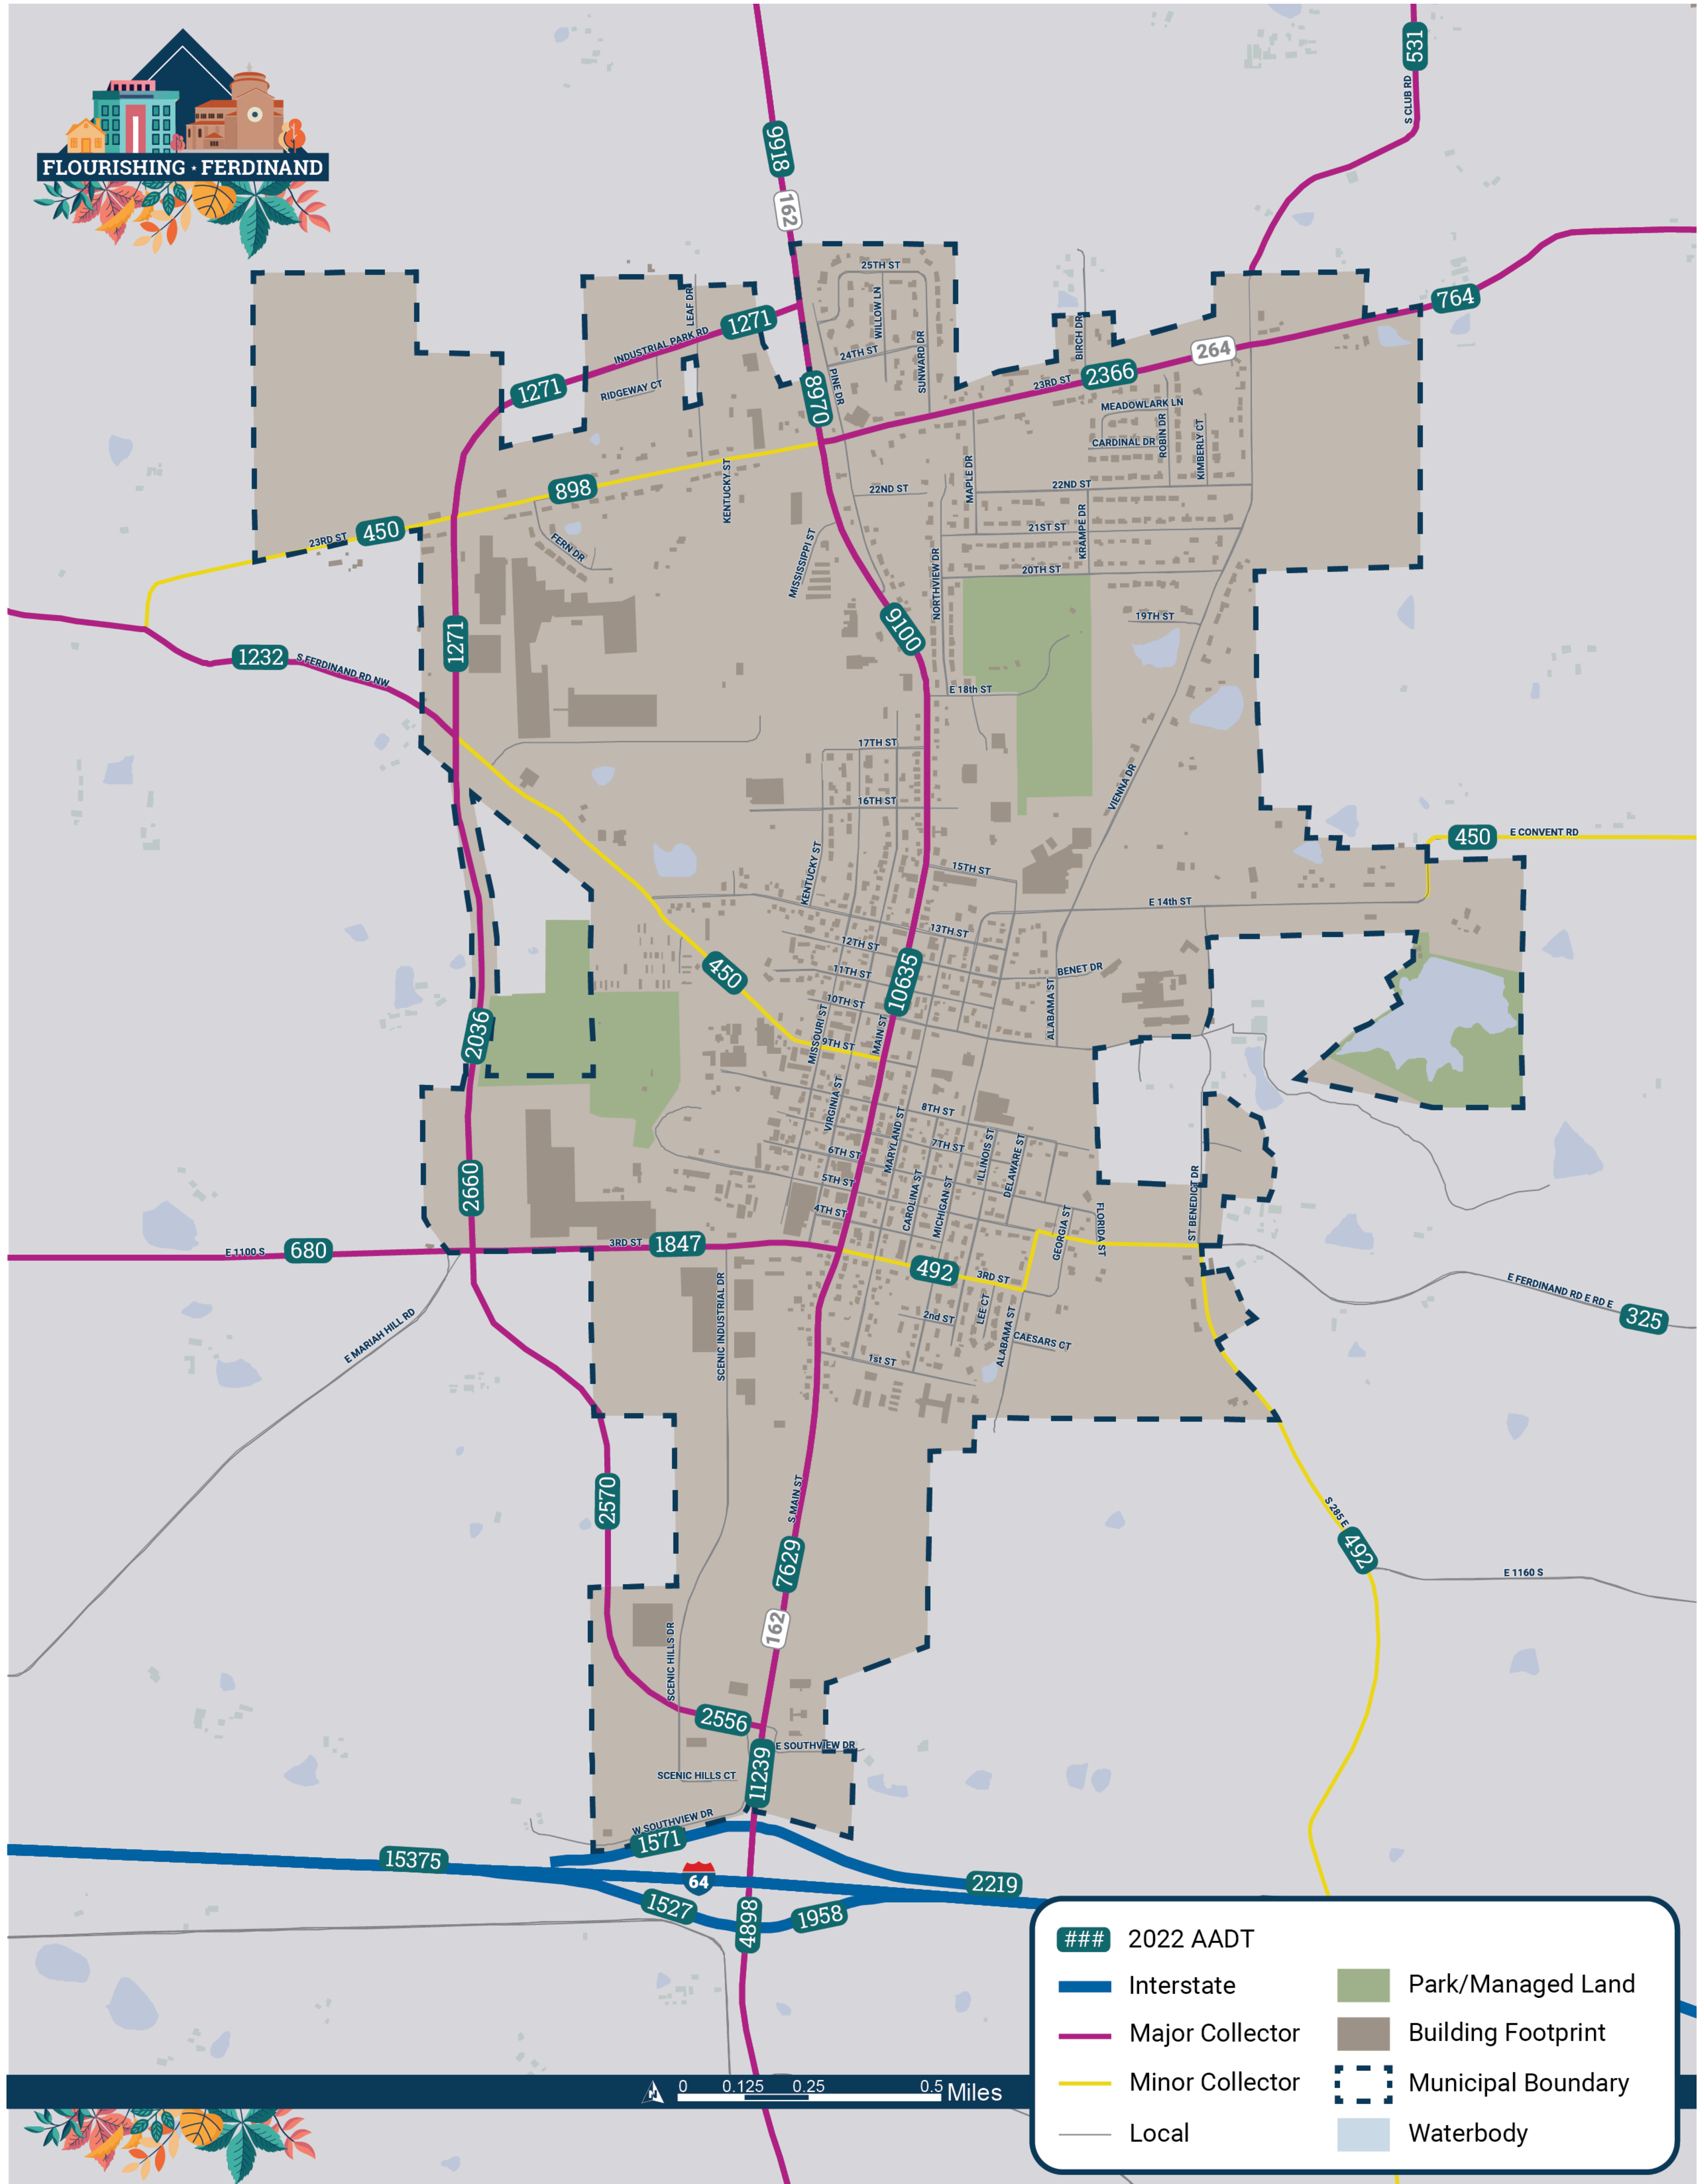 531
S CLUB RD
9918
FLOURISHING · FERDINAND
162
25TH ST
WILLOW LN
LEAF DR
764
1271
BIRCH DR
INDUSTRIAL PARK RD
24TH ST
SUNWARD DR
264
23RD ST
2366
1271
RIDGEWAY CT
8970
PINE DR
MEADOWLARK LN
CARDINAL DR
ROBIN DR
KIMBERLY CT
MAPLE DR
KENTUCKY ST
898
22ND ST
22ND ST
450
23RD ST
21ST ST
KRAMPE DR
FERN DR
MISSISSIPPI ST
NORTHVIEW DR
20TH ST
19TH ST
9100
1271
1232
S FERDINAND RD NW
E 18th ST
17TH ST
16TH ST
VIENNA DR
450
E CONVENT RD
KENTUCKY ST
15TH ST
E 14th ST
13TH ST
12TH ST
11TH ST
BENET DR
450
10635
10TH ST
ALABAMA ST
2036
MISSOURI ST
MAIN ST
9TH ST
VIRGINIA ST
8TH ST
MARYLAND ST
7TH ST
ILLINOIS ST
DELAWARE ST
6TH ST
5TH ST
2660
CAROLINA ST
MICHIGAN ST
4TH ST
GEORGIA ST
FLORIDA ST
ST BENEDICT DR
E 1100 S
680
3RD ST
1847
492
3RD ST
E FERDINAND RD E RD E
325
SCENIC INDUSTRIAL DR
LEE CT
2nd ST
ALABAMA ST
CAESARS CT
E MARIAH HILL RD
1st ST
2570
S MAIN ST
S 285 E
492
7629
E 1160 S
162
SCENIC HILLS DR
2556
E SOUTHVIEW DR
11239
SCENIC HILLS CT
W SOUTHVIEW DR
1571
15375
64
2219
1527
4898
1958
### 2022 AADT
Interstate
Major Collector
Minor Collector
Local
Park/Managed Land
Building Footprint
Municipal Boundary
Waterbody
0 0.125 0.25 0.5 Miles